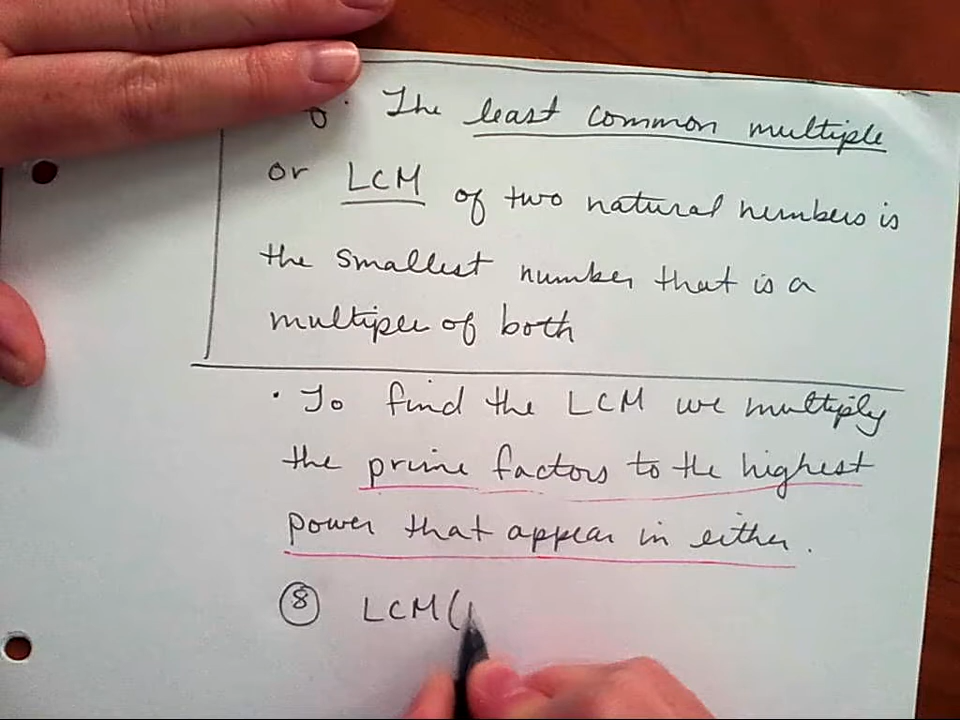 . The least common multiple
or LCM of two natural numbers is
the smallest number that is a
multiple of both
. To find the LCM we multiply
the prime factors to the highest
power that appear in either.
8 LCM(